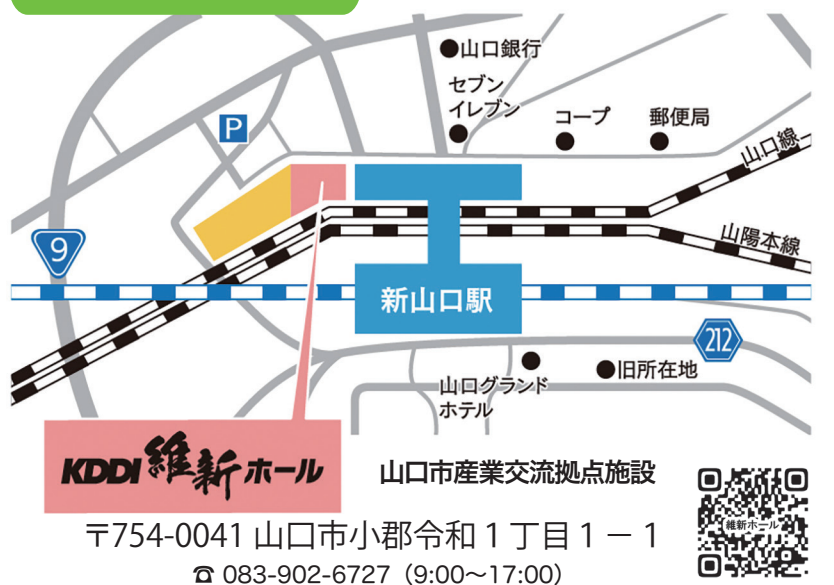 山口銀行
セブン
イレブン
コープ
郵便局
P
山口線
山陽本線
9
新山口駅
212
山口グランド
ホテル
旧所在地
KDDI維新ホール
山口市産業交流拠点施設
維新ホール
〒754-0041 山口市小郡令和1丁目1－1
☎ 083-902-6727（9:00～17:00）